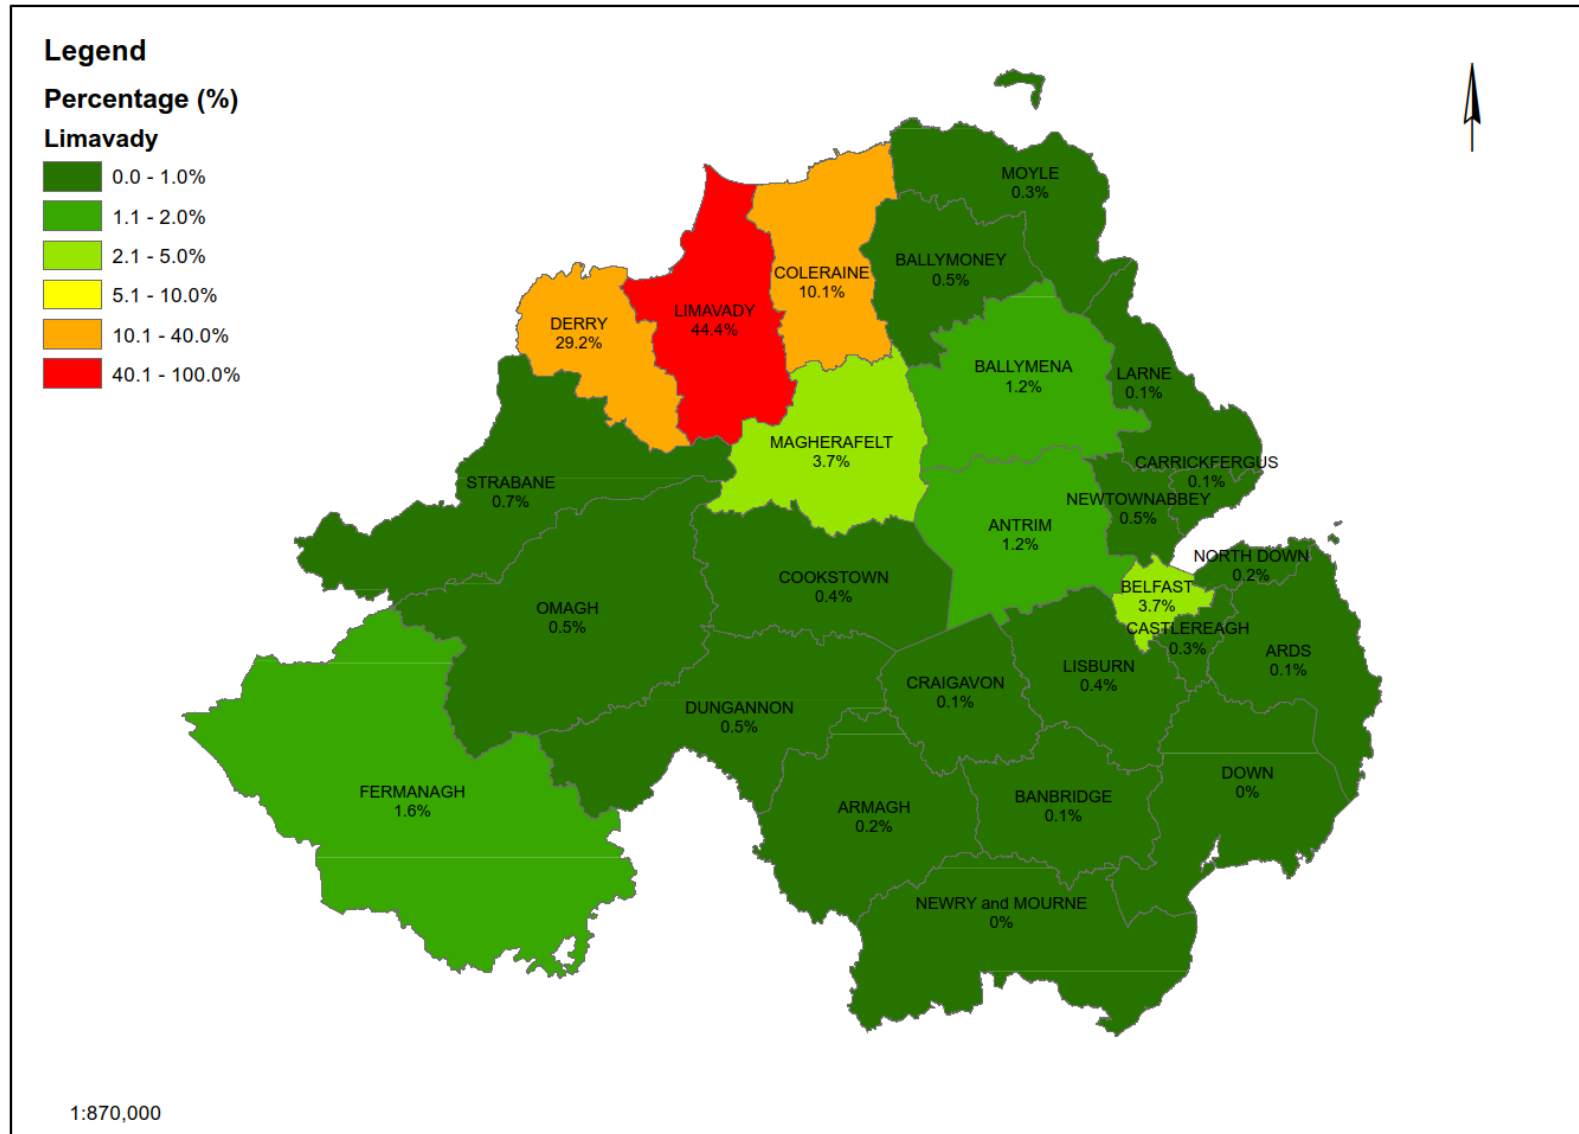 Legend
Percentage (%)
Limavady
0.0 - 1.0%
1.1 - 2.0%
2.1 - 5.0%
5.1 - 10.0%
10.1 - 40.0%
40.1 - 100.0%
MOYLE
0.3%
BALLYMONEY
0.5%
COLERAINE
10.1%
LIMAVADY
44.4%
DERRY
29.2%
BALLYMENA
1.2%
LARNE
0.1%
MAGHERAFELT
3.7%
CARRICKFERGUS
0.1%
STRABANE
0.7%
NEWTOWNABBEY
0.5%
ANTRIM
1.2%
NORTH DOWN
0.2%
COOKSTOWN
0.4%
BELFAST
3.7%
OMAGH
0.5%
CASTLEREAGH
0.3%
ARDS
0.1%
LISBURN
0.4%
CRAIGAVON
0.1%
DUNGANNON
0.5%
DOWN
0%
FERMANAGH
1.6%
BANBRIDGE
0.1%
ARMAGH
0.2%
NEWRY and MOURNE
0%
1:870,000